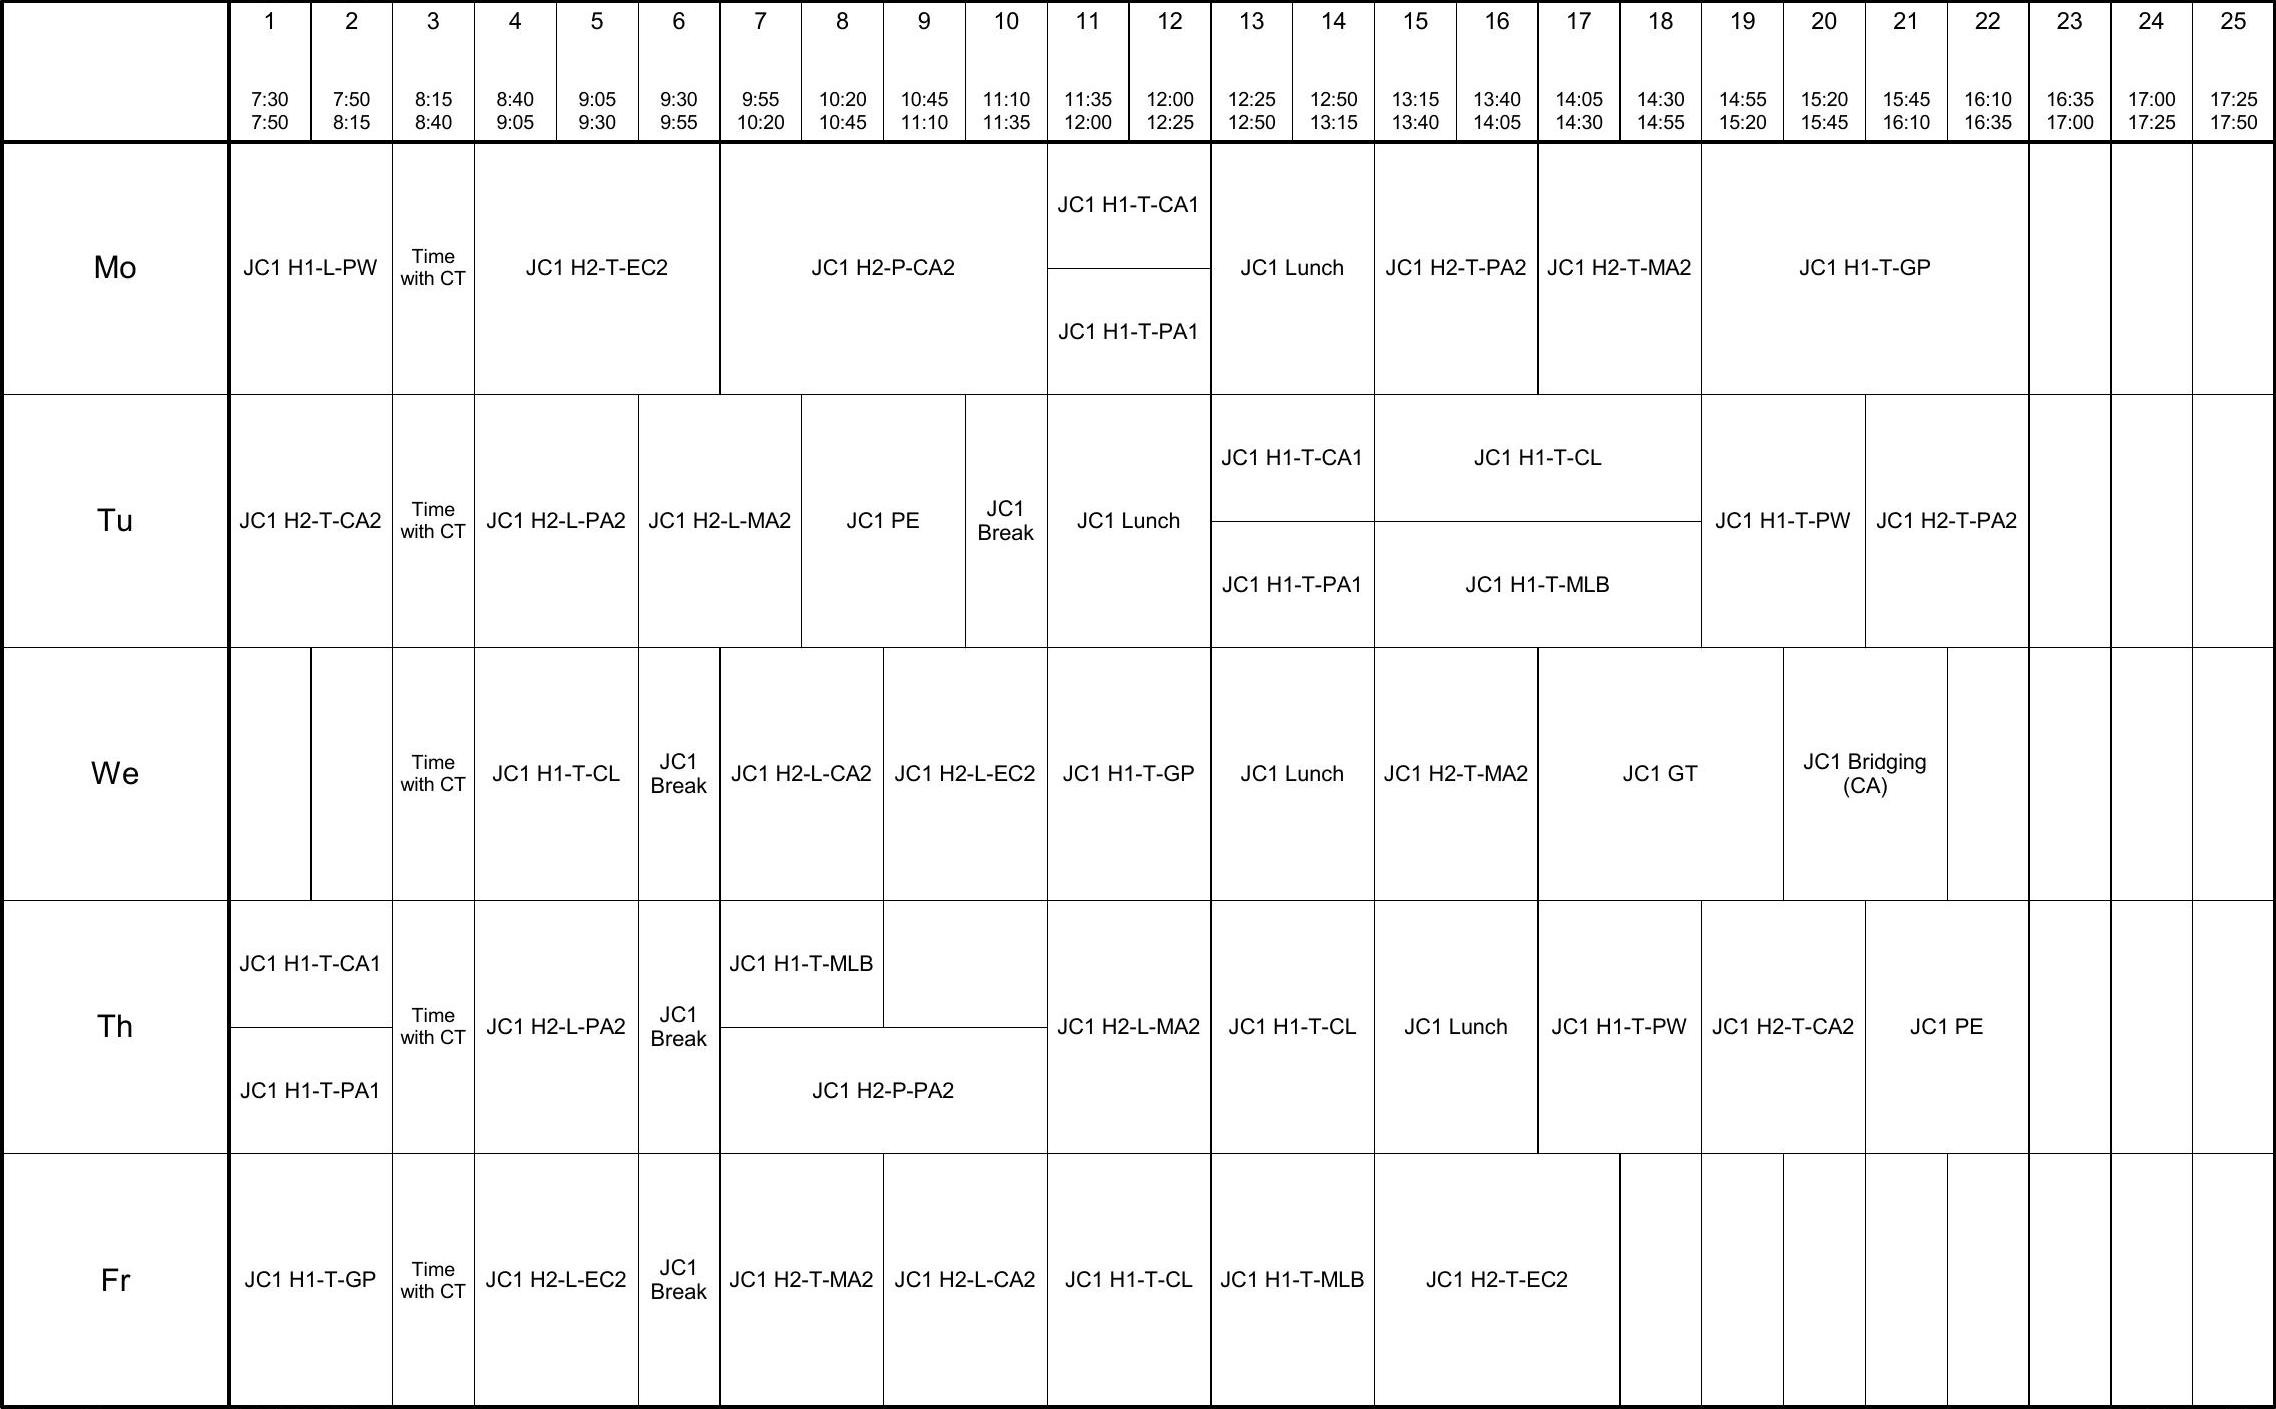 1 2 3 4 5 6 7 8 9 10 11 12 13 14 15 16 17 18 19 20 21 22 23 24 25
7:30 7:50 8:15 8:40 9:05 9:30 9:55 10:20 10:45 11:10 11:35 12:00 12:25 12:50 13:15 13:40 14:05 14:30 14:55 15:20 15:45 16:10 16:35 17:00 17:25
7:50 8:15 8:40 9:05 9:30 9:55 10:20 10:45 11:10 11:35 12:00 12:25 12:50 13:15 13:40 14:05 14:30 14:55 15:20 15:45 16:10 16:35 17:00 17:25 17:50
Mo
JC1 H1-L-PW
Time
with CT
JC1 H2-T-EC2
JC1 H2-P-CA2
JC1 H1-T-CA1
JC1 H1-T-PA1
JC1 Lunch
JC1 H2-T-PA2
JC1 H2-T-MA2
JC1 H1-T-GP
Tu
JC1 H2-T-CA2
Time
with CT
JC1 H2-L-PA2
JC1 H2-L-MA2
JC1 PE
JC1
Break
JC1 Lunch
JC1 H1-T-CA1
JC1 H1-T-PA1
JC1 H1-T-CL
JC1 H1-T-MLB
JC1 H1-T-PW
JC1 H2-T-PA2
We
Time
with CT
JC1 H1-T-CL
JC1
Break
JC1 H2-L-CA2
JC1 H2-L-EC2
JC1 H1-T-GP
JC1 Lunch
JC1 H2-T-MA2
JC1 GT
JC1 Bridging
(CA)
Th
JC1 H1-T-CA1
JC1 H1-T-PA1
Time
with CT
JC1 H2-L-PA2
JC1
Break
JC1 H1-T-MLB
JC1 H2-P-PA2
JC1 H2-L-MA2
JC1 H1-T-CL
JC1 Lunch
JC1 H1-T-PW
JC1 H2-T-CA2
JC1 PE
Fr
JC1 H1-T-GP
Time
with CT
JC1 H2-L-EC2
JC1
Break
JC1 H2-T-MA2
JC1 H2-L-CA2
JC1 H1-T-CL
JC1 H1-T-MLB
JC1 H2-T-EC2